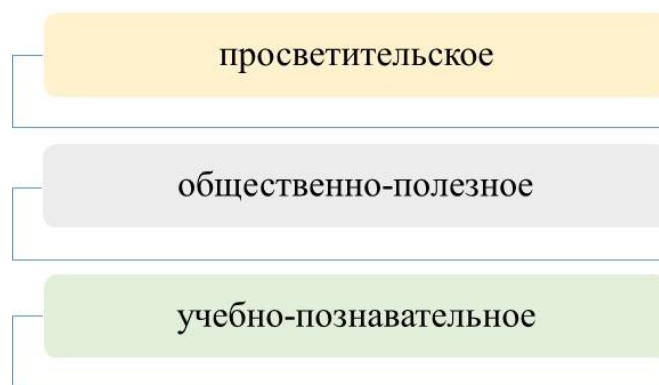 просветительское
общественно-полезное
учебно-познавательное